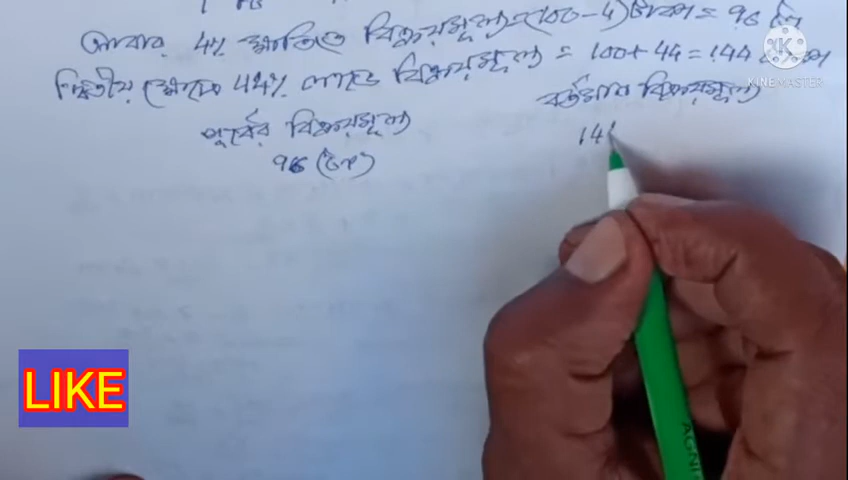 আবার 4% ক্ষতিতে বিক্রয়মূল্য = (100-4) টাকা = 96 টা
দ্বিতীয় ক্ষেত্রে 44% লাভে বিক্রয়মূল্য = 100+44 = 144 টাকা
পূর্বের বিক্রয়মূল্য
বর্তমান বিক্রয়মূল্য
96 (টা)
14
LIKE
KINEMASTER
AGNI